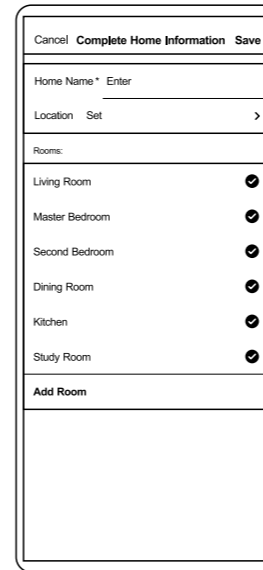 Cancel Complete Home Information Save
Home Name* Enter
Location Set
Rooms:
Living Room
Master Bedroom
Second Bedroom
Dining Room
Kitchen
Study Room
Add Room